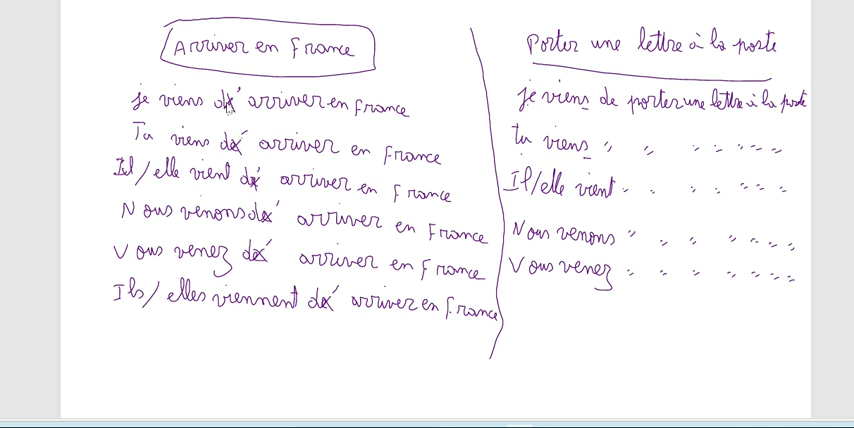 Arriver en France
je viens d' arriver en France
Tu viens d' arriver en France
Il/elle vient d' arriver en France
Nous venons d' arriver en France
Vous venez d' arriver en France
Ils/elles viennent d' arriver en France
Porter une lettre à la poste
je viens de porter une lettre à la poste
tu viens " " " " " " "
Il/elle vient " " " " " " "
Nous venons " " " " " " "
Vous venez " " " " " " "